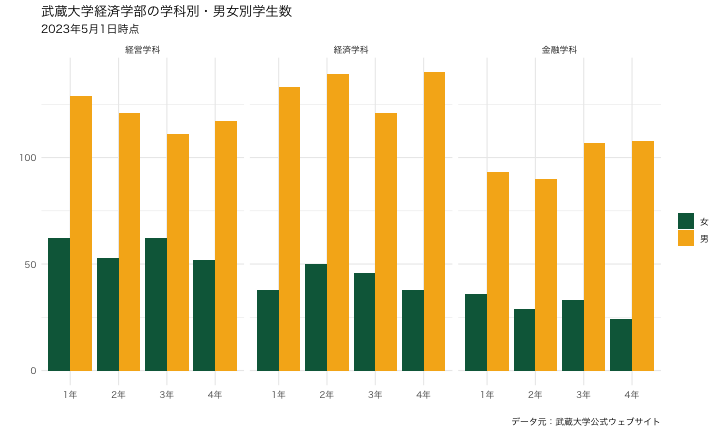 武蔵大学経済学部の学科別・男女別学生数
2023年5月1日時点
経営学科 経済学科 金融学科
100
50
0
女
男
1年 2年 3年 4年 1年 2年 3年 4年 1年 2年 3年 4年
データ元：武蔵大学公式ウェブサイト